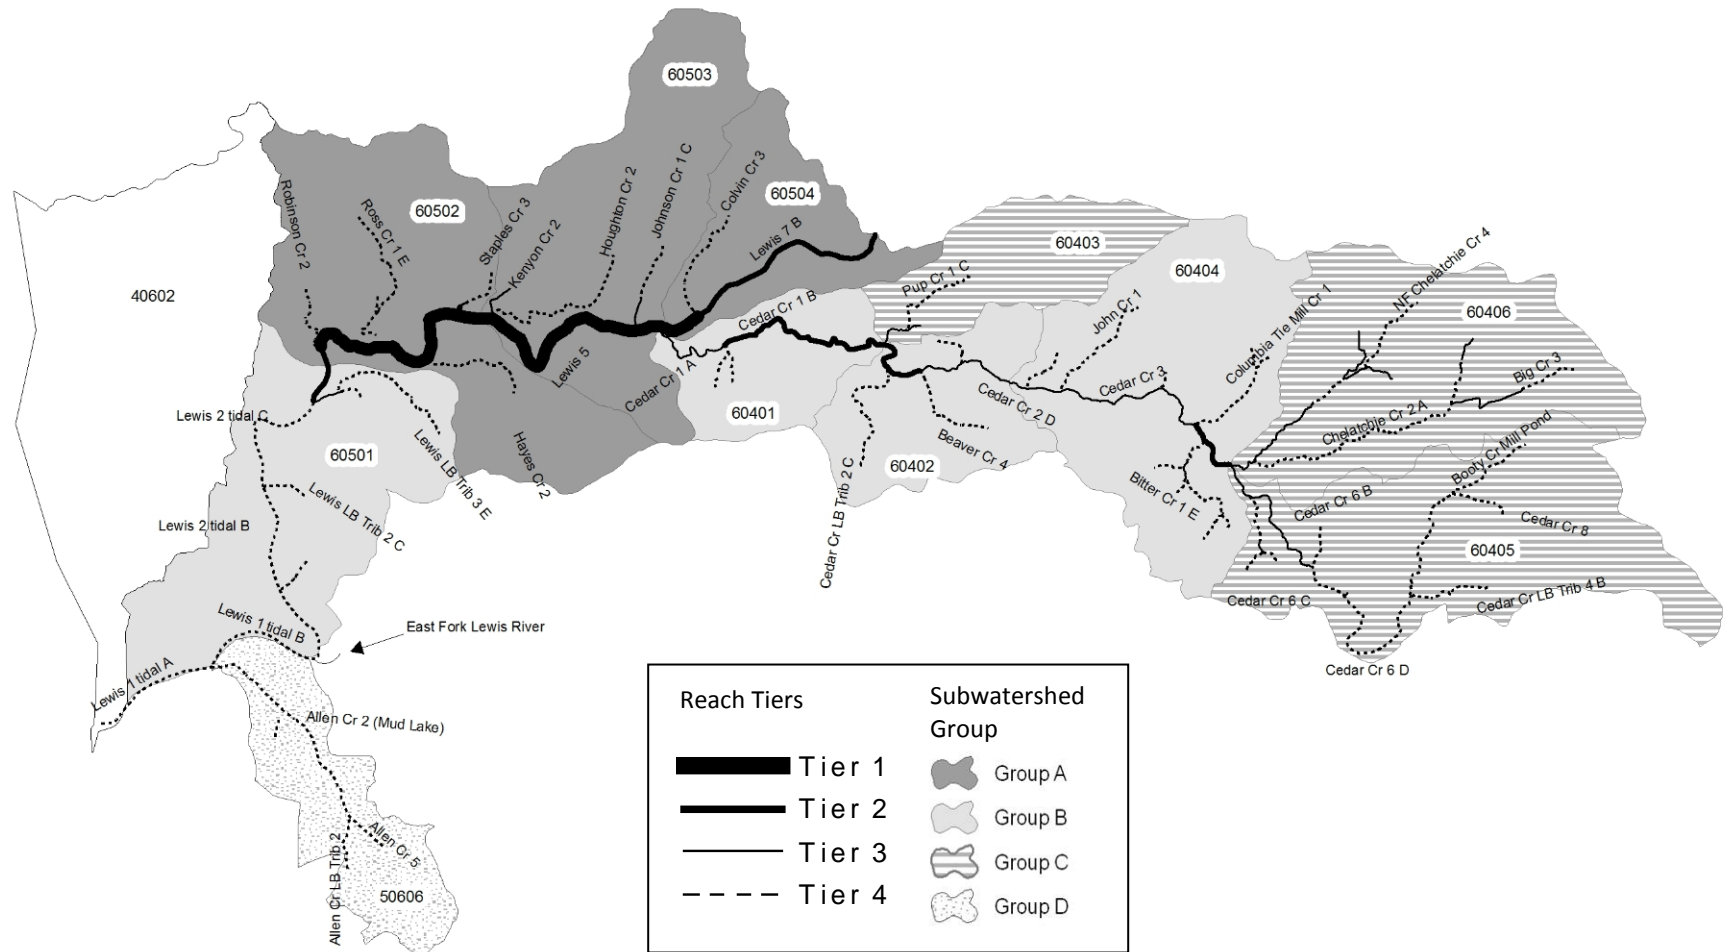 60503
60504
60502
60403
60404
60406
40602
60401
60402
60501
60405
50606
Robinson Cr 2
Ross Cr 1 E
Staples Cr 3
Kenyon Cr 2
Houghton Cr 2
Johnson Cr 1 C
Colvin Cr 3
Lewis 7 B
Lewis 5
Hayes Cr 2
Cedar Cr 1 B
Cedar Cr 1 A
Pup Cr 1 C
John Cr 1
Columbia Tie Mill Cr 1
NF Chelatchie Cr 4
Big Cr 3
Chelatchie Cr 2 A
Booty Cr Mill Pond
Cedar Cr 3
Cedar Cr 2 D
Beaver Cr 4
Cedar Cr LB Trib 2 C
Bitter Cr 1 E
Cedar Cr 6 B
Cedar Cr 8
Cedar Cr 6 C
Cedar Cr LB Trib 4 B
Cedar Cr 6 D
Lewis 2 tidal C
Lewis LB Trib 3 E
Lewis LB Trib 2 C
Lewis 2 tidal B
Lewis 1 tidal B
East Fork Lewis River
Lewis 1 tidal A
Allen Cr 2 (Mud Lake)
Allen Cr 5
Allen Cr LB Trib 2
Reach Tiers
Tier 1
Tier 2
Tier 3
Tier 4
Subwatershed
Group
Group A
Group B
Group C
Group D